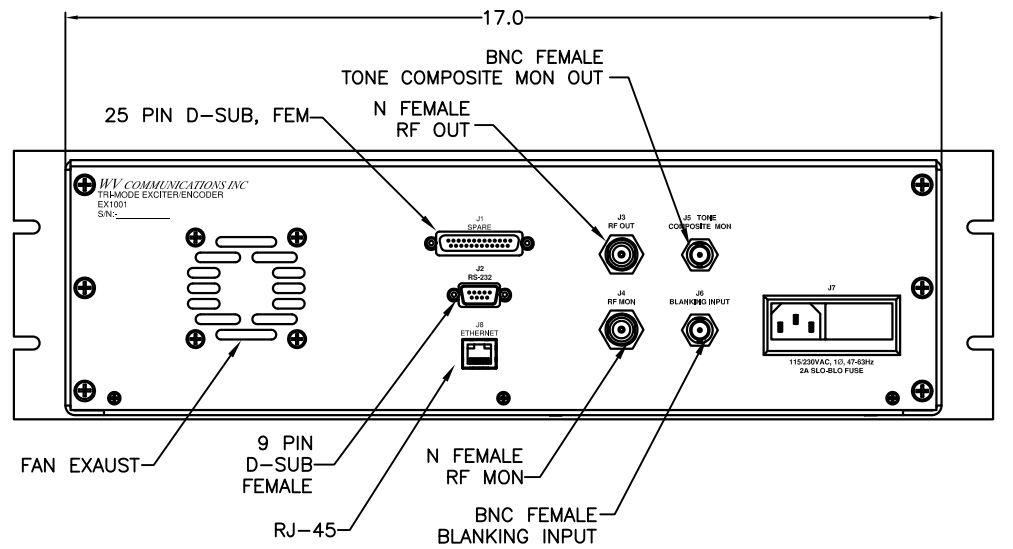 17.0
BNC FEMALE
TONE COMPOSITE MON OUT
N FEMALE
RF OUT
25 PIN D-SUB, FEM
WV COMMUNICATIONS INC
TRI-MODE EXCITER/ENCODER
EX1001
S/N:-
J1
SPARE
J2
RS-232
J8
ETHERNET
J3
RF OUT
J5 TONE
COMPOSITE MON
J4
RF MON
J6
BLANKING INPUT
J7
115/230VAC, 1Ø, 47-63Hz
2A SLO-BLO FUSE
FAN EXAUST
9 PIN
D-SUB
FEMALE
RJ-45
N FEMALE
RF MON
BNC FEMALE
BLANKING INPUT